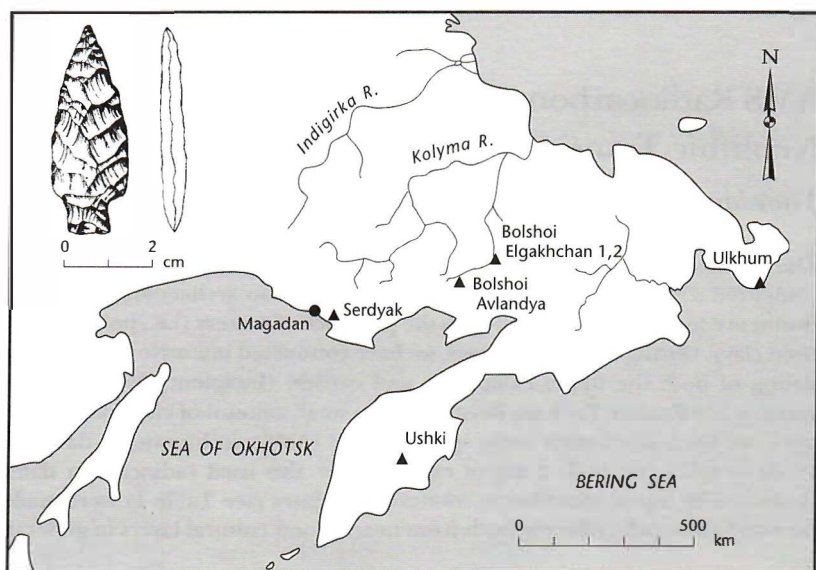 N
Indigirka R.
Kolyma R.
0 2
cm
Bolshoi
Elgakhchan 1,2
Ulkhum
Bolshoi
Avlandya
Serdyak
Magadan
SEA OF OKHOTSK
Ushki
BERING SEA
0 500
km